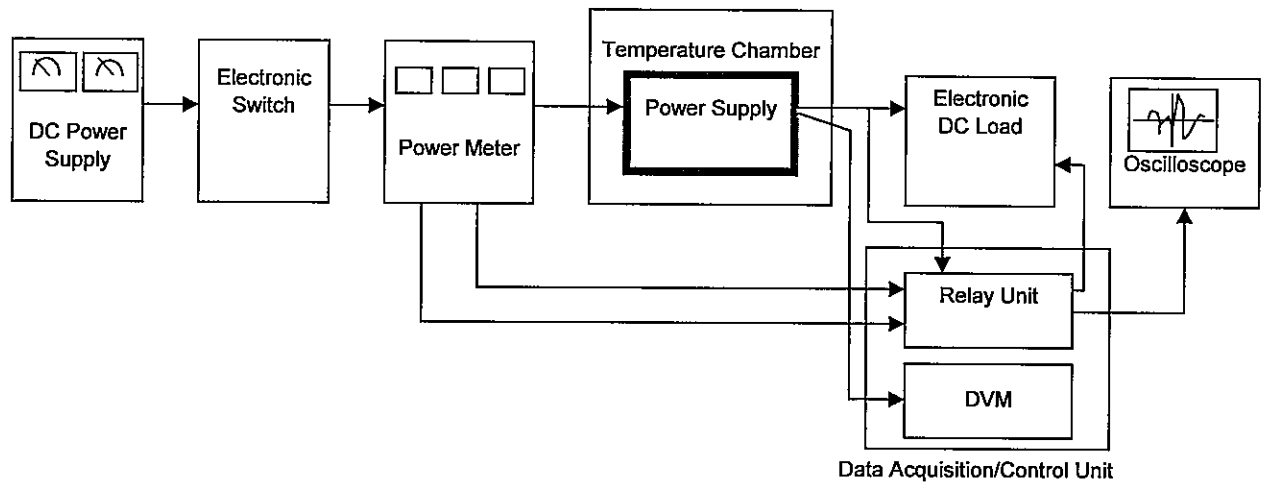 DC Power
Supply
Electronic
Switch
Power Meter
Temperature Chamber
Power Supply
Electronic
DC Load
Oscilloscope
Relay Unit
DVM
Data Acquisition/Control Unit